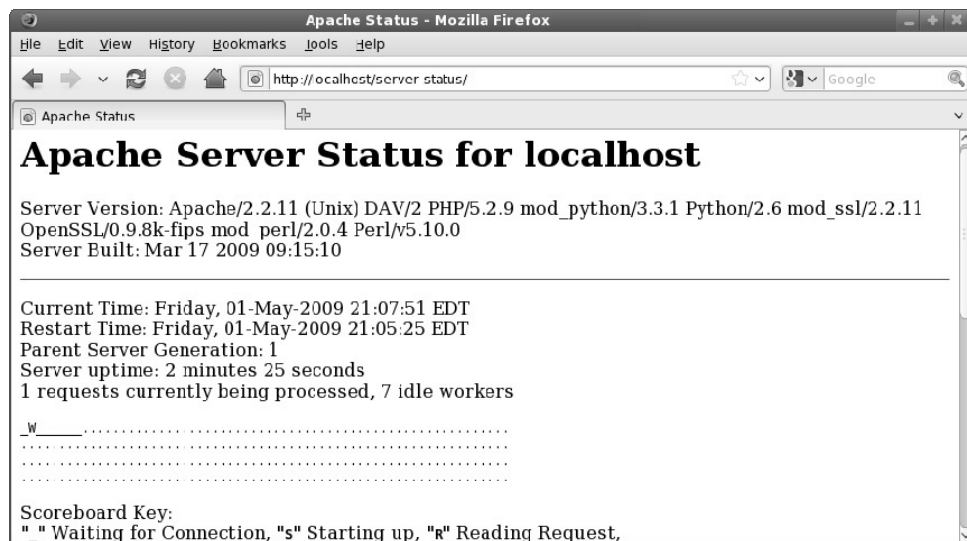 Apache Status - Mozilla Firefox
File Edit View History Bookmarks Tools Help
http://localhost/server-status/
Google
Apache Status
Apache Server Status for localhost
Server Version: Apache/2.2.11 (Unix) DAV/2 PHP/5.2.9 mod_python/3.3.1 Python/2.6 mod_ssl/2.2.11
OpenSSL/0.9.8k-fips mod_perl/2.0.4 Perl/v5.10.0
Server Built: Mar 17 2009 09:15:10
Current Time: Friday, 01-May-2009 21:07:51 EDT
Restart Time: Friday, 01-May-2009 21:05:25 EDT
Parent Server Generation: 1
Server uptime: 2 minutes 25 seconds
1 requests currently being processed, 7 idle workers
_W______........................................................
................................................................
................................................................
................................................................
Scoreboard Key:
"_" Waiting for Connection, "S" Starting up, "R" Reading Request,